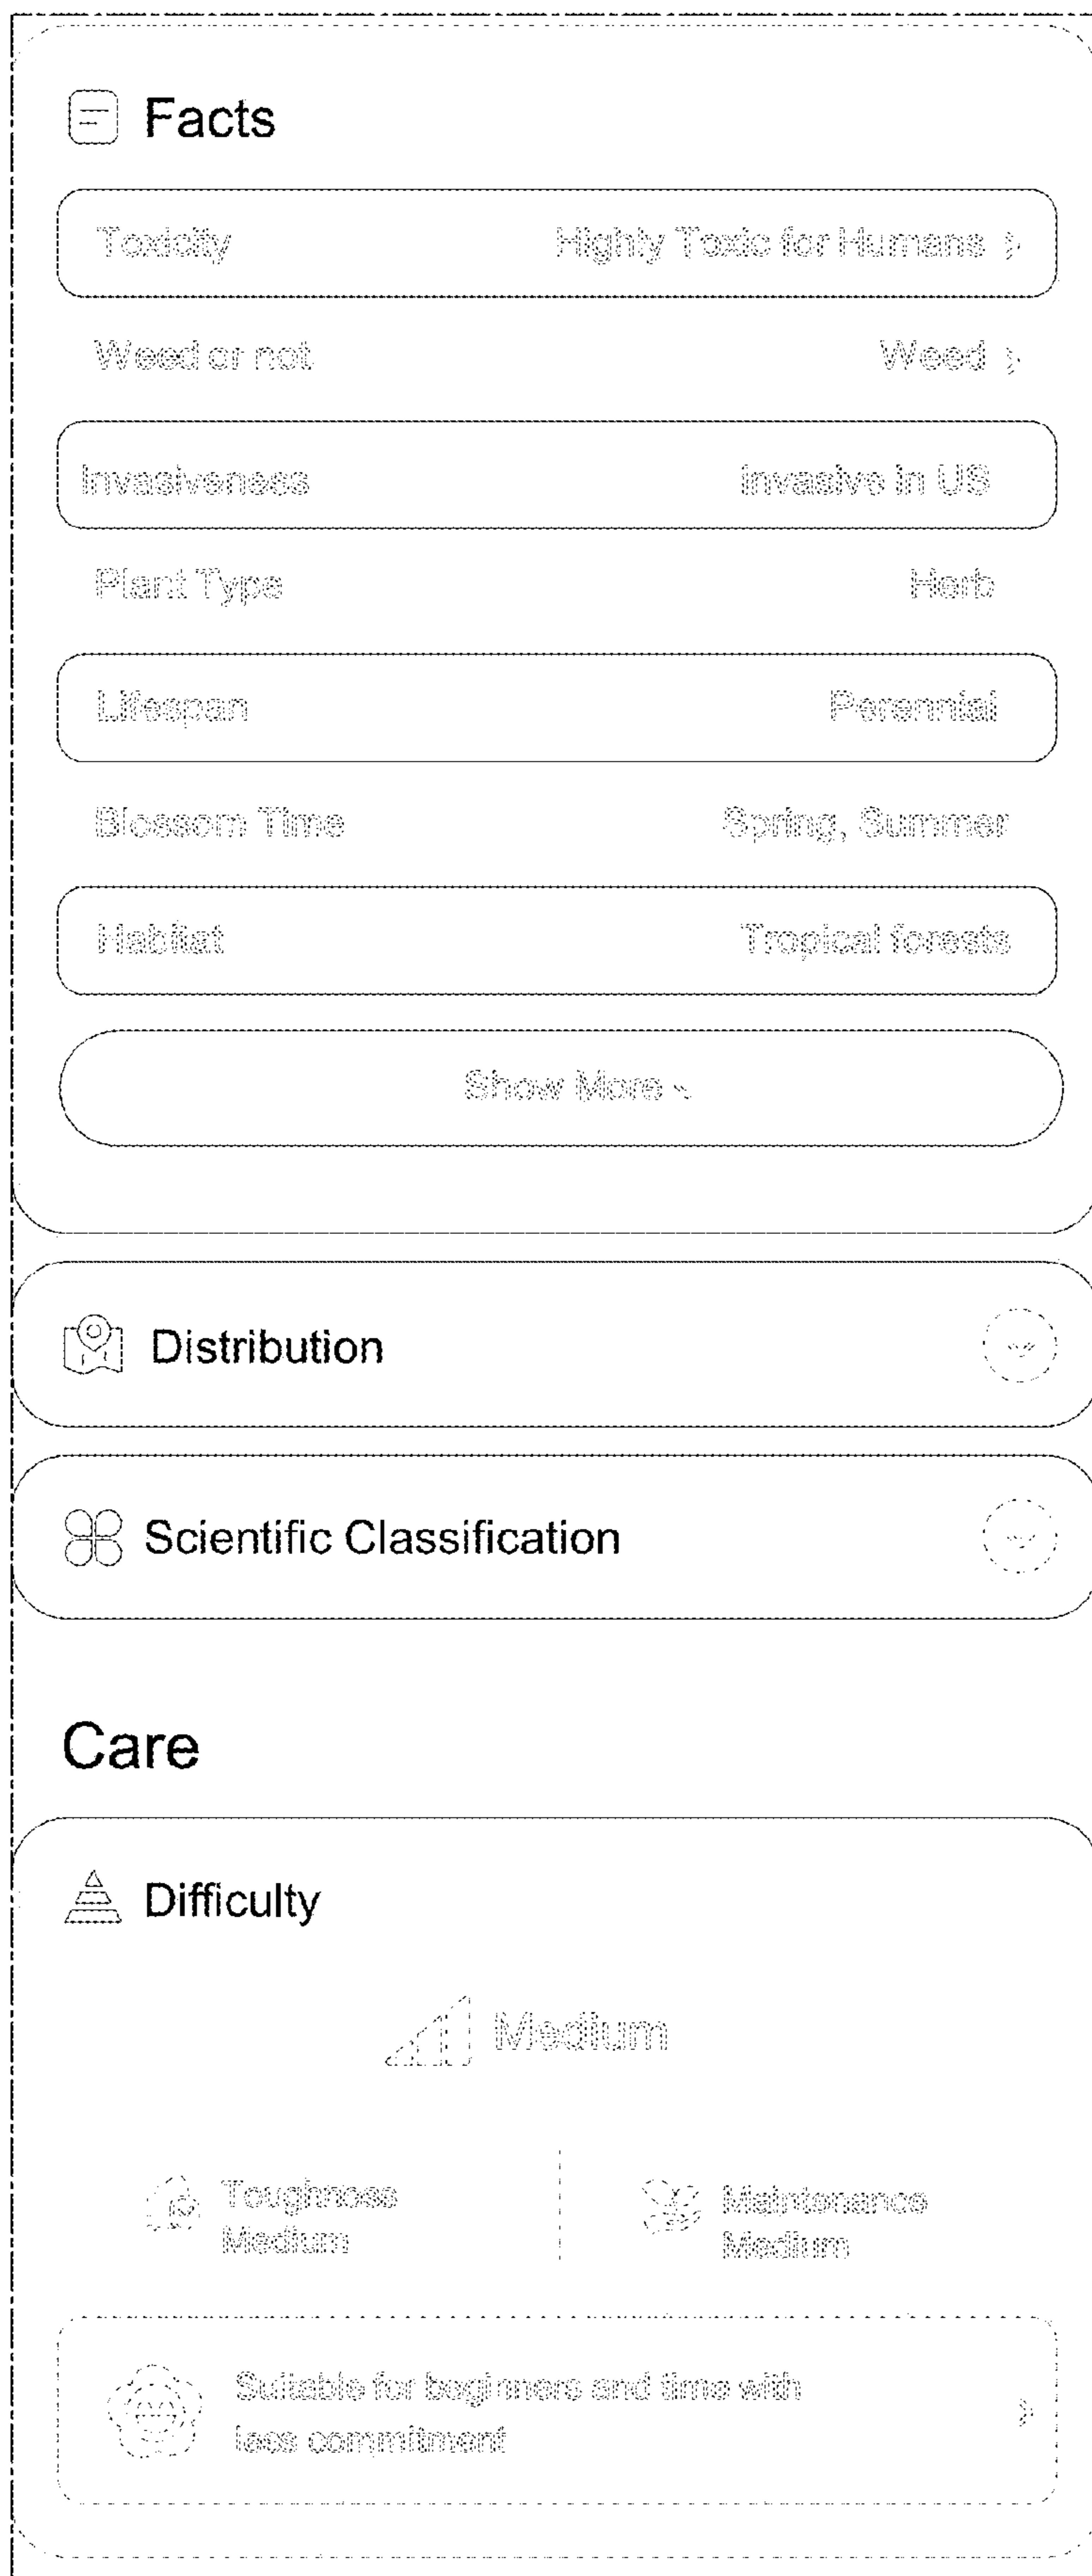 Facts
Toxicity Highly Toxic for Humans
Weed or not Weed
Invasiveness Invasive in US
Plant Type Herb
Lifespan Perennial
Blossom Time Spring, Summer
Habitat Tropical forests
Show More
Distribution
Scientific Classification
Care
Difficulty
Medium
Toughness Maintenance
Medium Medium
Suitable for beginners and time with
less commitment